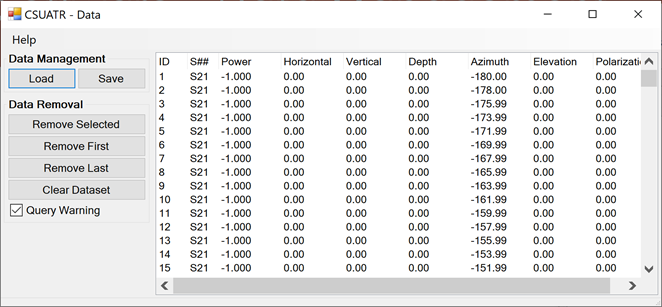 CSUATR - Data
Help
Data Management
Load Save
Data Removal
Remove Selected
Remove First
Remove Last
Clear Dataset
Query Warning
ID S## Power Horizontal Vertical Depth Azimuth Elevation Polarizatio
1 S21 -1.000 0.00 0.00 0.00 -180.00 0.00 0.00
2 S21 -1.000 0.00 0.00 0.00 -178.00 0.00 0.00
3 S21 -1.000 0.00 0.00 0.00 -175.99 0.00 0.00
4 S21 -1.000 0.00 0.00 0.00 -173.99 0.00 0.00
5 S21 -1.000 0.00 0.00 0.00 -171.99 0.00 0.00
6 S21 -1.000 0.00 0.00 0.00 -169.99 0.00 0.00
7 S21 -1.000 0.00 0.00 0.00 -167.99 0.00 0.00
8 S21 -1.000 0.00 0.00 0.00 -165.99 0.00 0.00
9 S21 -1.000 0.00 0.00 0.00 -163.99 0.00 0.00
10 S21 -1.000 0.00 0.00 0.00 -161.99 0.00 0.00
11 S21 -1.000 0.00 0.00 0.00 -159.99 0.00 0.00
12 S21 -1.000 0.00 0.00 0.00 -157.99 0.00 0.00
13 S21 -1.000 0.00 0.00 0.00 -155.99 0.00 0.00
14 S21 -1.000 0.00 0.00 0.00 -153.99 0.00 0.00
15 S21 -1.000 0.00 0.00 0.00 -151.99 0.00 0.00